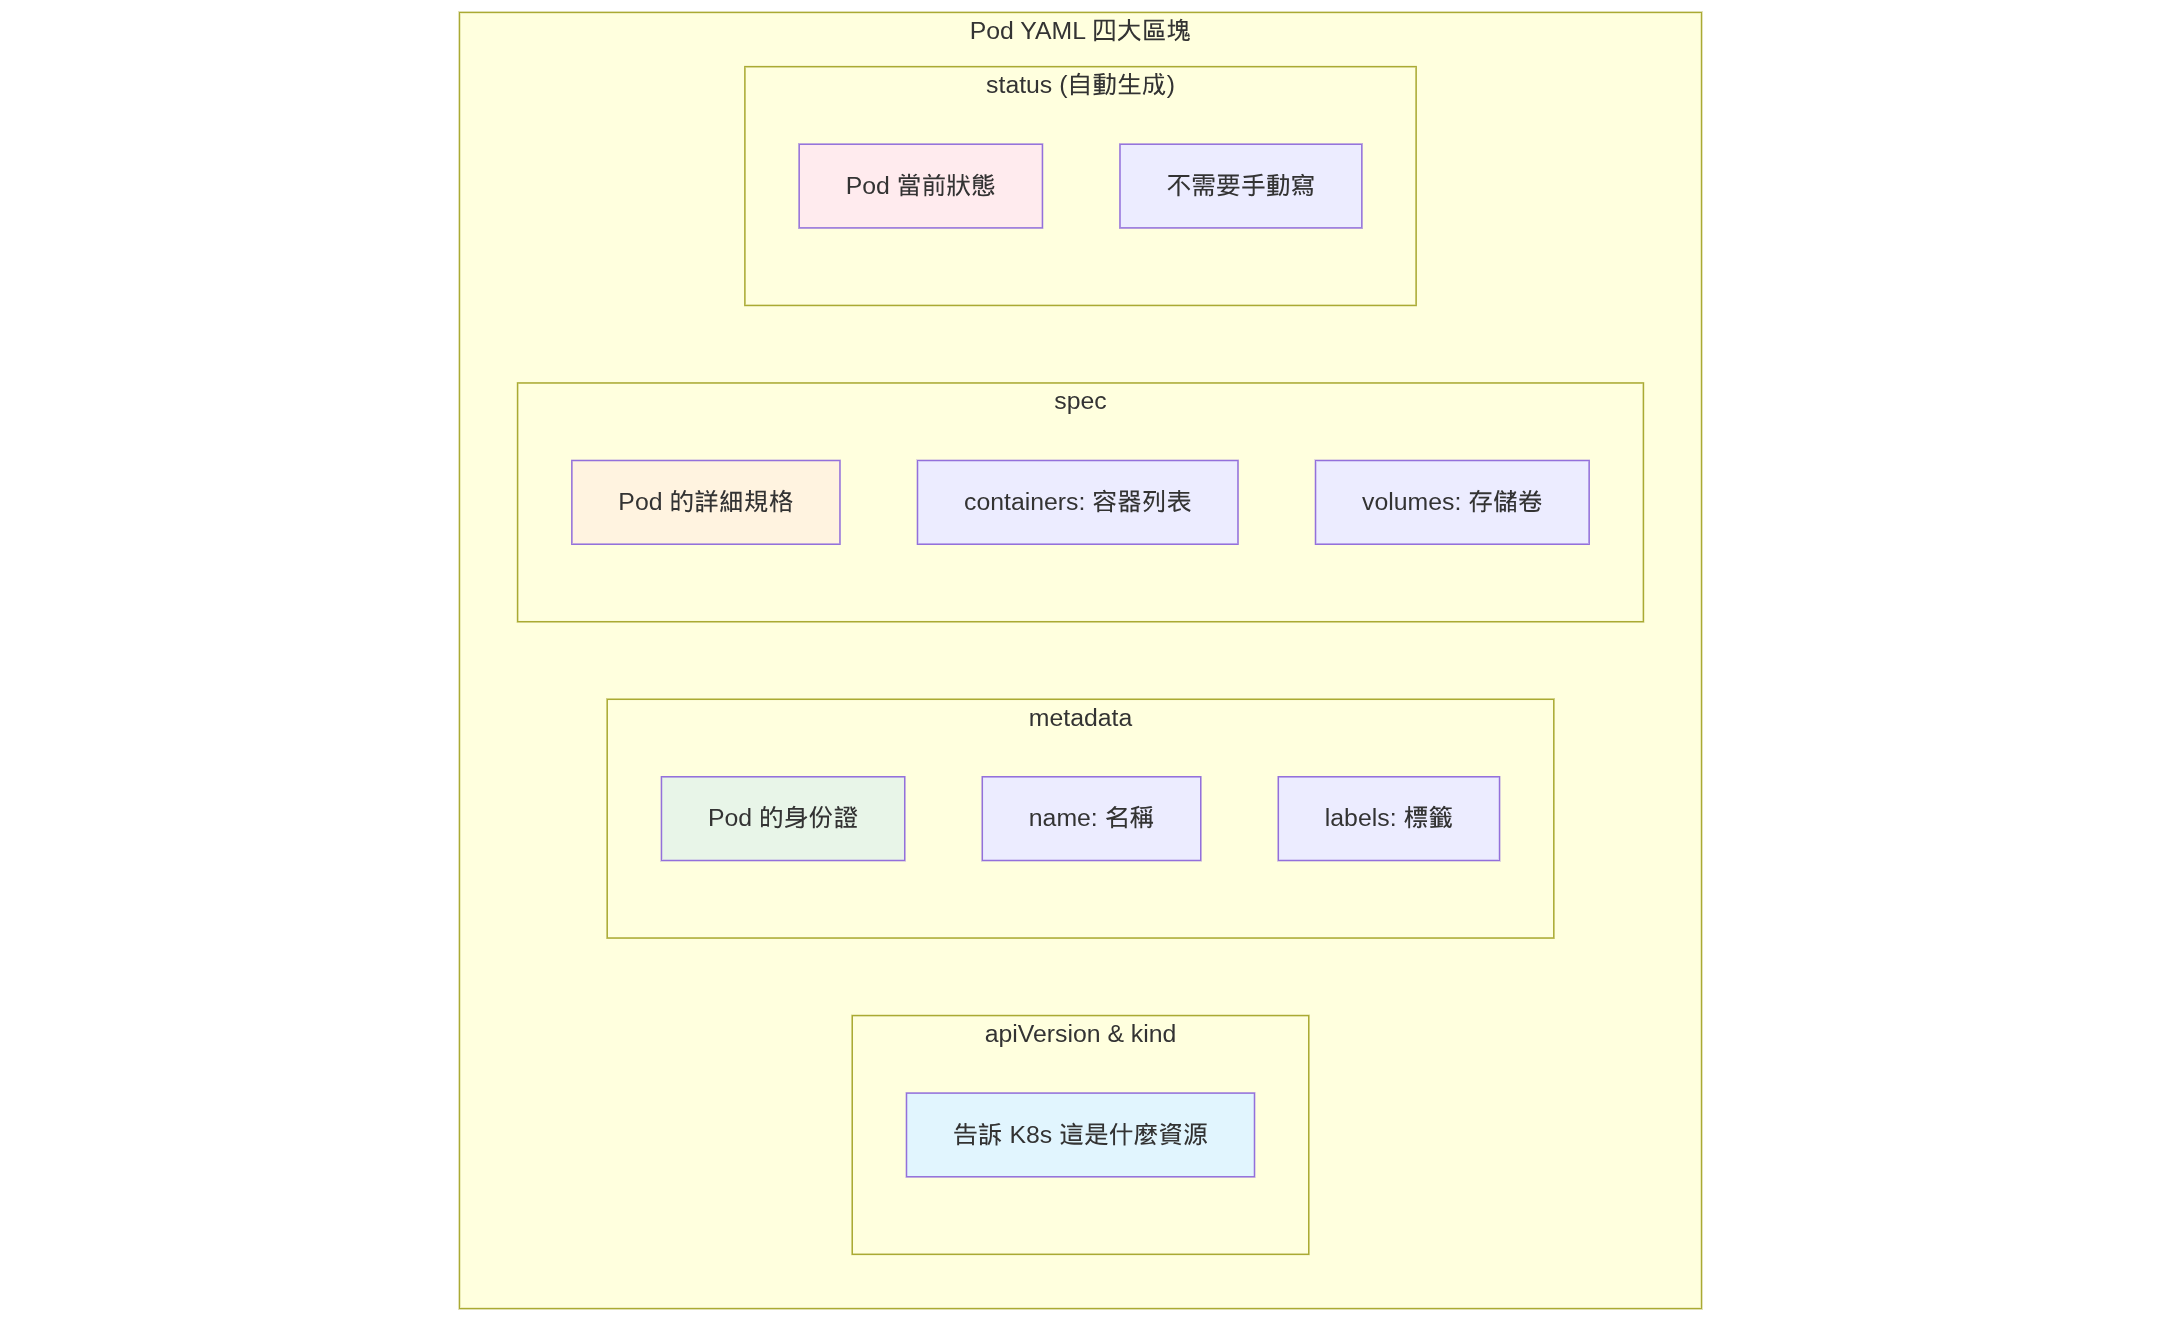 Pod YAML 四大區塊
status (自動生成)
Pod 當前狀態
不需要手動寫
spec
Pod 的詳細規格
containers: 容器列表
volumes: 存儲卷
metadata
Pod 的身份證
name: 名稱
labels: 標籤
apiVersion & kind
告訴 K8s 這是什麼資源